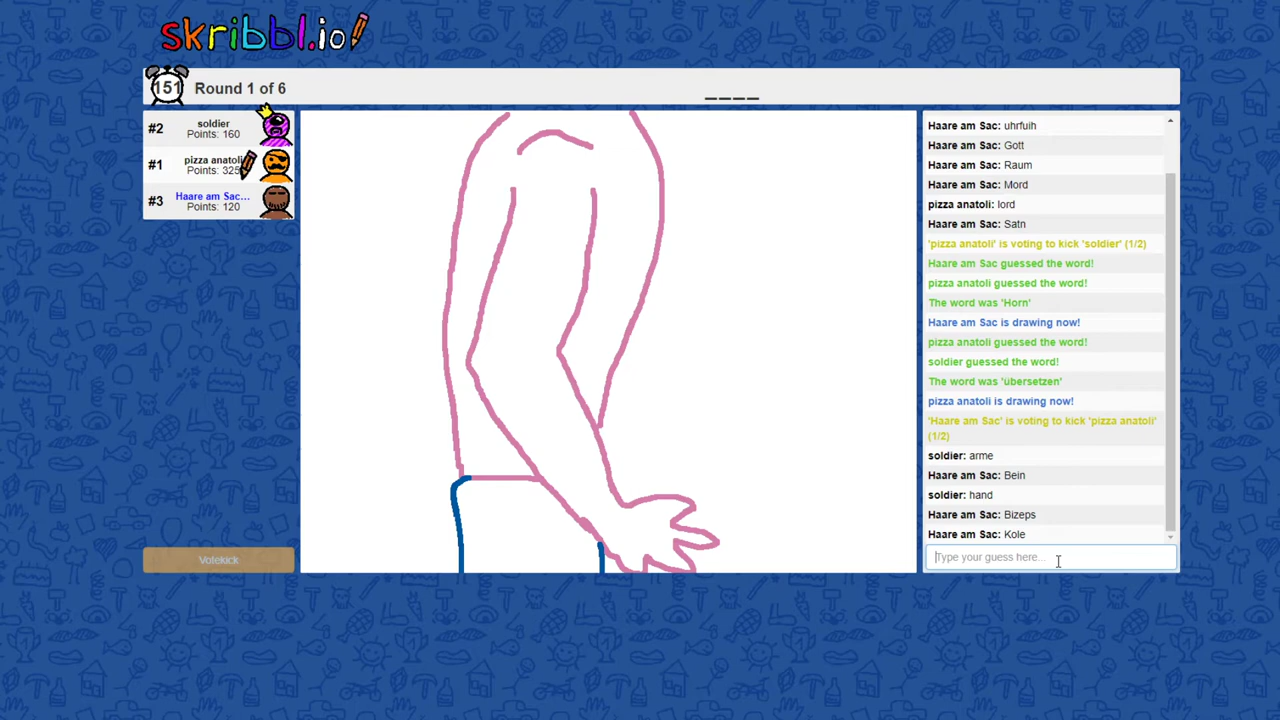 skribbl.io
151
Round 1 of 6
____
#2 soldier
Points: 160
#1 pizza anatoli
Points: 325
#3 Haare am Sac...
Points: 120
Votekick
Haare am Sac: uhrfuih
Haare am Sac: Gott
Haare am Sac: Raum
Haare am Sac: Mord
pizza anatoli: lord
Haare am Sac: Satn
'pizza anatoli' is voting to kick 'soldier' (1/2)
Haare am Sac guessed the word!
pizza anatoli guessed the word!
The word was 'Horn'
Haare am Sac is drawing now!
pizza anatoli guessed the word!
soldier guessed the word!
The word was 'übersetzen'
pizza anatoli is drawing now!
'Haare am Sac' is voting to kick 'pizza anatoli'
(1/2)
soldier: arme
Haare am Sac: Bein
soldier: hand
Haare am Sac: Bizeps
Haare am Sac: Kole
Type your guess here...